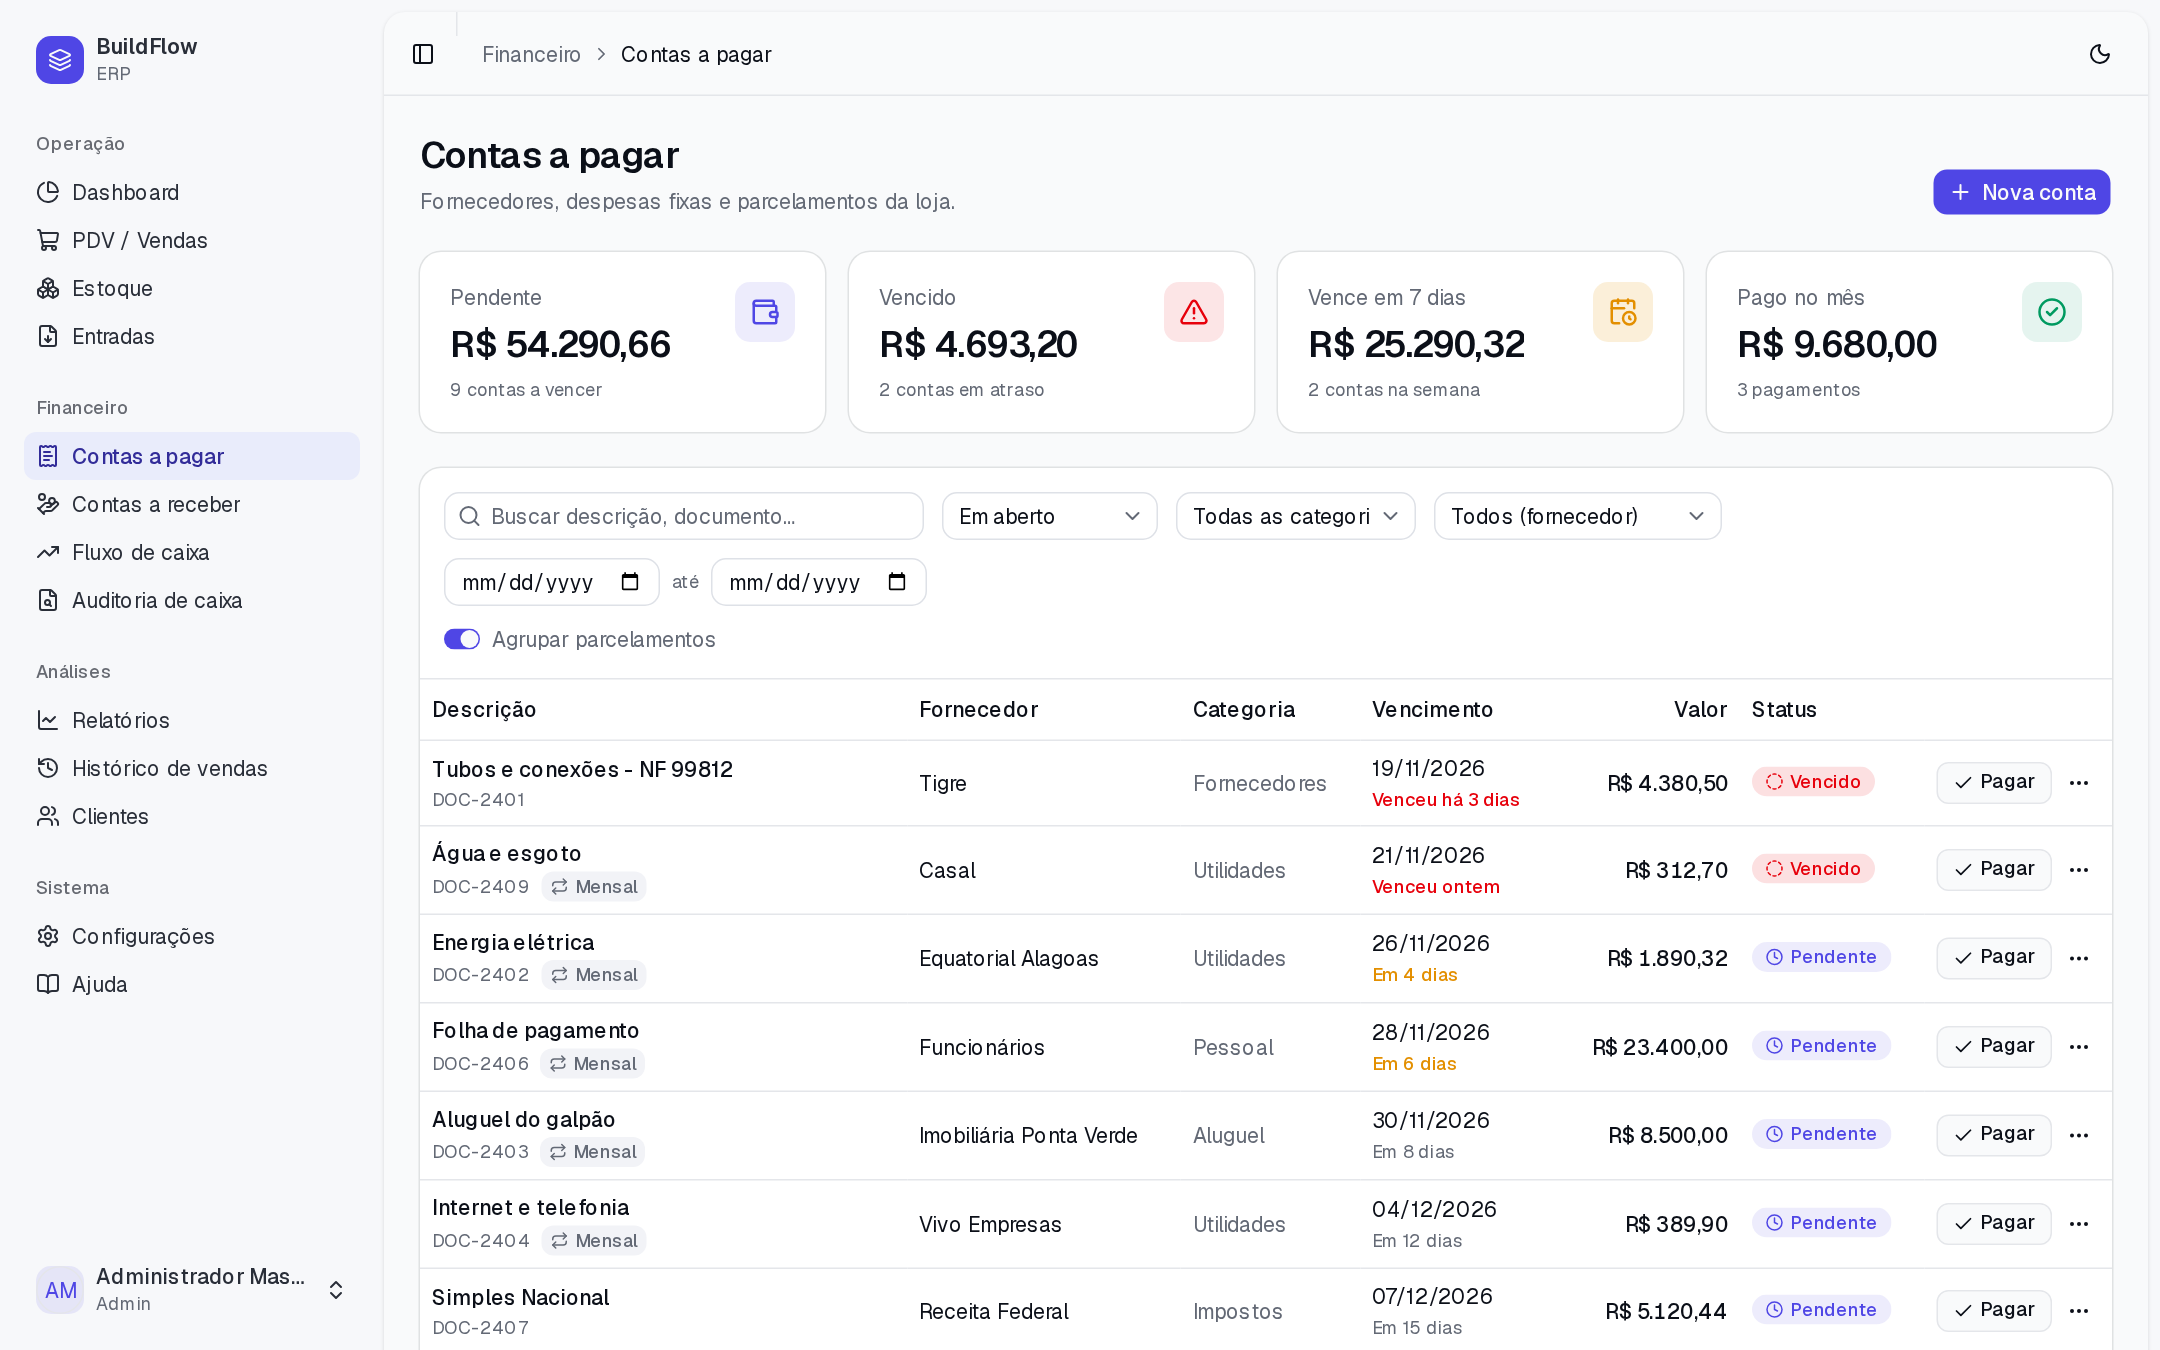 BuildFlow
ERP
Operação
Dashboard
PDV / Vendas
Estoque
Entradas
Financeiro
Contas a pagar
Contas a receber
Fluxo de caixa
Auditoria de caixa
Análises
Relatórios
Histórico de vendas
Clientes
Sistema
Configurações
Ajuda
AM
Administrador Mas...
Admin
Financeiro > Contas a pagar
Contas a pagar
Fornecedores, despesas fixas e parcelamentos da loja.
Nova conta
Pendente
R$ 54.290,66
9 contas a vencer
Vencido
R$ 4.693,20
2 contas em atraso
Vence em 7 dias
R$ 25.290,32
2 contas na semana
Pago no mês
R$ 9.680,00
3 pagamentos
Buscar descrição, documento...
Em aberto
Todas as categori
Todos (fornecedor)
mm/dd/yyyy até mm/dd/yyyy
Agrupar parcelamentos
Descrição Fornecedor Categoria Vencimento Valor Status
Tubos e conexões - NF 99812
DOC-2401
Tigre
Fornecedores
19/11/2026
Venceu há 3 dias
R$ 4.380,50
Vencido
Pagar
Água e esgoto
DOC-2409 Mensal
Casal
Utilidades
21/11/2026
Venceu ontem
R$ 312,70
Vencido
Pagar
Energia elétrica
DOC-2402 Mensal
Equatorial Alagoas
Utilidades
26/11/2026
Em 4 dias
R$ 1.890,32
Pendente
Pagar
Folha de pagamento
DOC-2406 Mensal
Funcionários
Pessoal
28/11/2026
Em 6 dias
R$ 23.400,00
Pendente
Pagar
Aluguel do galpão
DOC-2403 Mensal
Imobiliária Ponta Verde
Aluguel
30/11/2026
Em 8 dias
R$ 8.500,00
Pendente
Pagar
Internet e telefonia
DOC-2404 Mensal
Vivo Empresas
Utilidades
04/12/2026
Em 12 dias
R$ 389,90
Pendente
Pagar
Simples Nacional
DOC-2407
Receita Federal
Impostos
07/12/2026
Em 15 dias
R$ 5.120,44
Pendente
Pagar